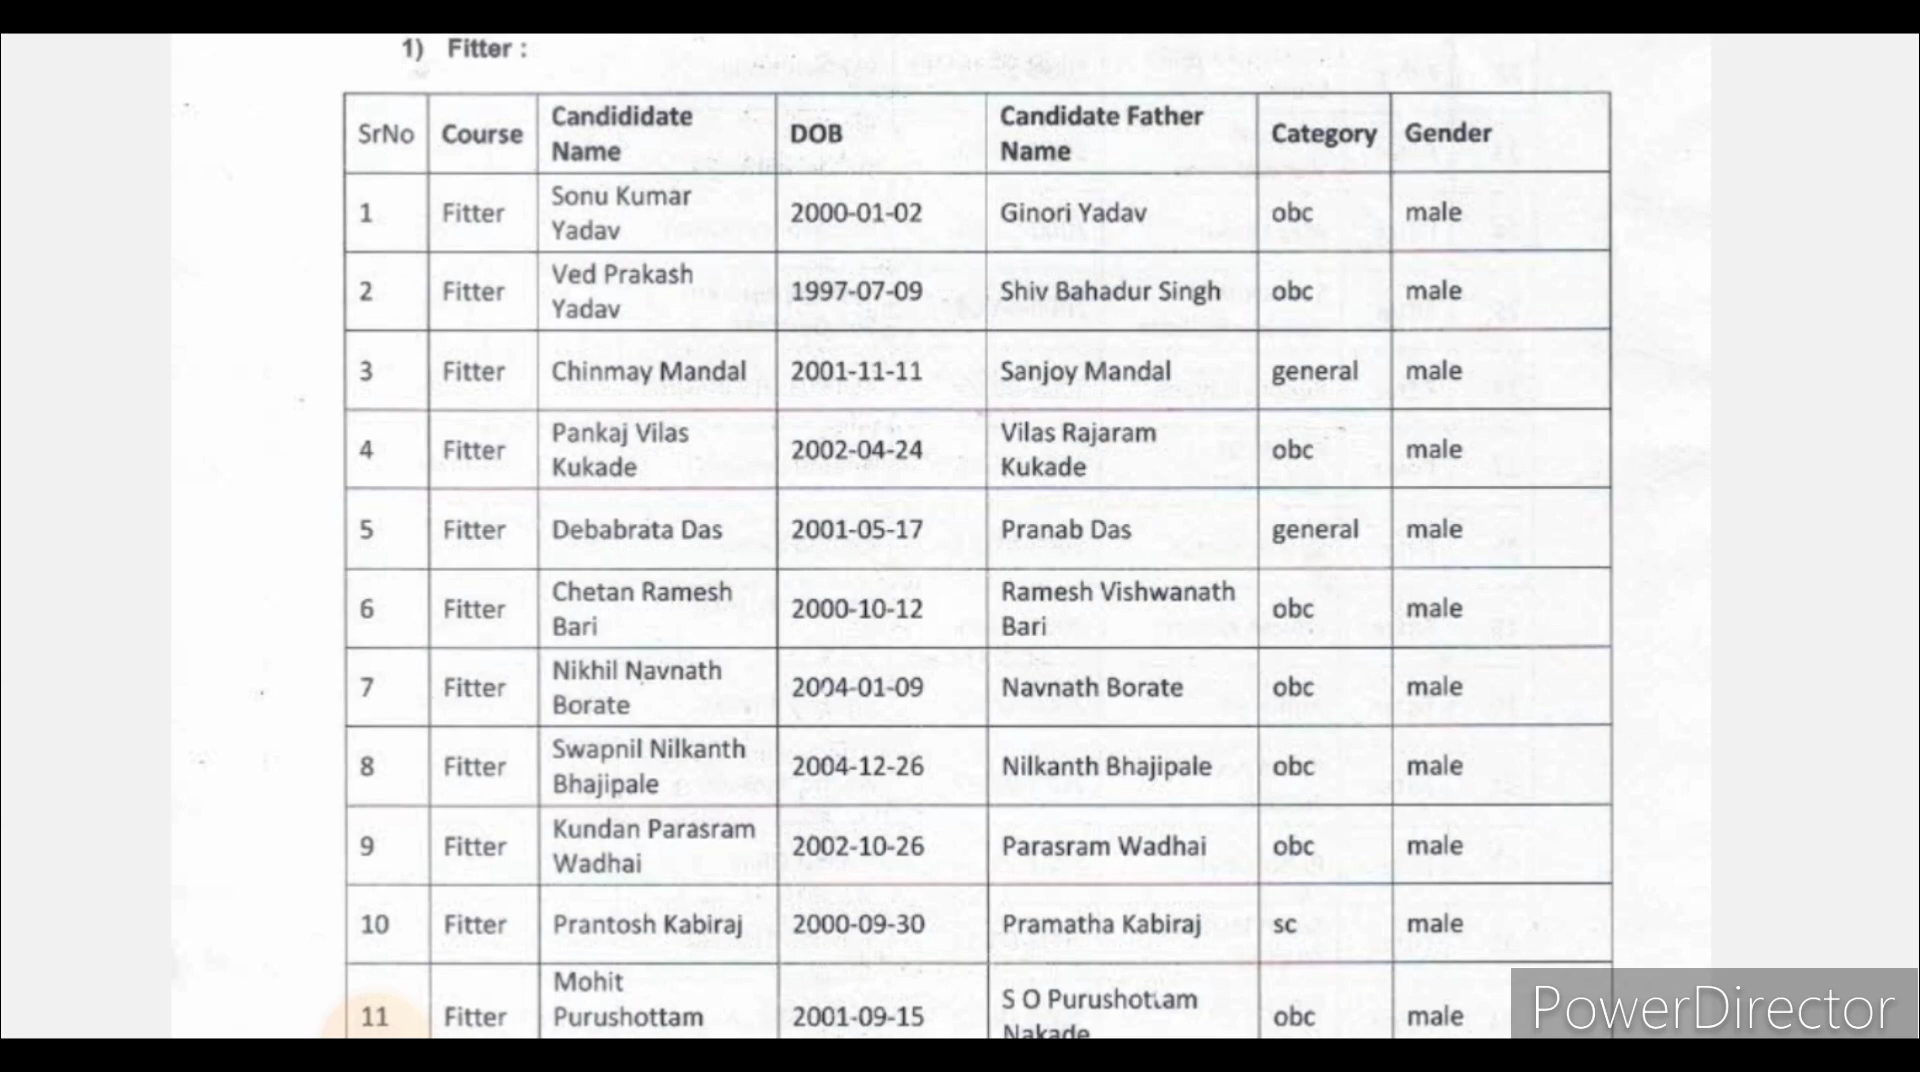 1) Fitter :
SrNo Course Candididate Name DOB Candidate Father Name Category Gender
1 Fitter Sonu Kumar Yadav 2000-01-02 Ginori Yadav obc male
2 Fitter Ved Prakash Yadav 1997-07-09 Shiv Bahadur Singh obc male
3 Fitter Chinmay Mandal 2001-11-11 Sanjoy Mandal general male
4 Fitter Pankaj Vilas Kukade 2002-04-24 Vilas Rajaram Kukade obc male
5 Fitter Debabrata Das 2001-05-17 Pranab Das general male
6 Fitter Chetan Ramesh Bari 2000-10-12 Ramesh Vishwanath Bari obc male
7 Fitter Nikhil Navnath Borate 2004-01-09 Navnath Borate obc male
8 Fitter Swapnil Nilkanth Bhajipale 2004-12-26 Nilkanth Bhajipale obc male
9 Fitter Kundan Parasram Wadhai 2002-10-26 Parasram Wadhai obc male
10 Fitter Prantosh Kabiraj 2000-09-30 Pramatha Kabiraj sc male
11 Fitter Mohit Purushottam 2001-09-15 S O Purushottam Nakade obc male
PowerDirector